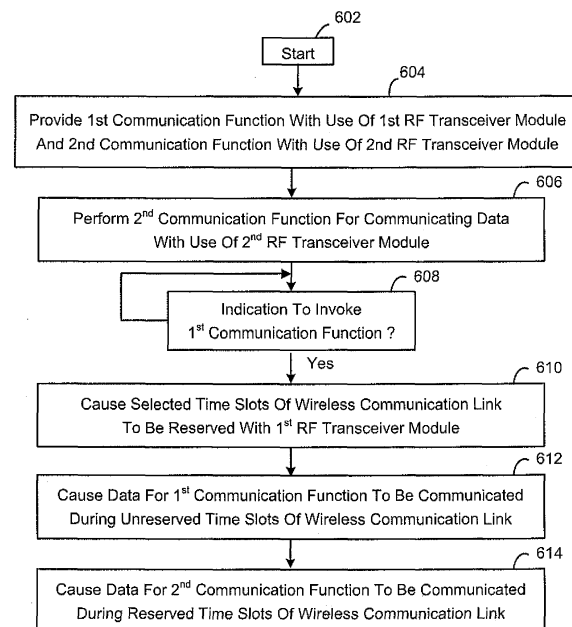 602
Start
604
Provide 1st Communication Function With Use Of 1st RF Transceiver Module
And 2nd Communication Function With Use Of 2nd RF Transceiver Module
606
Perform 2nd Communication Function For Communicating Data
With Use Of 2nd RF Transceiver Module
608
Indication To Invoke
1st Communication Function ?
Yes
610
Cause Selected Time Slots Of Wireless Communication Link
To Be Reserved With 1st RF Transceiver Module
612
Cause Data For 1st Communication Function To Be Communicated
During Unreserved Time Slots Of Wireless Communication Link
614
Cause Data For 2nd Communication Function To Be Communicated
During Reserved Time Slots Of Wireless Communication Link